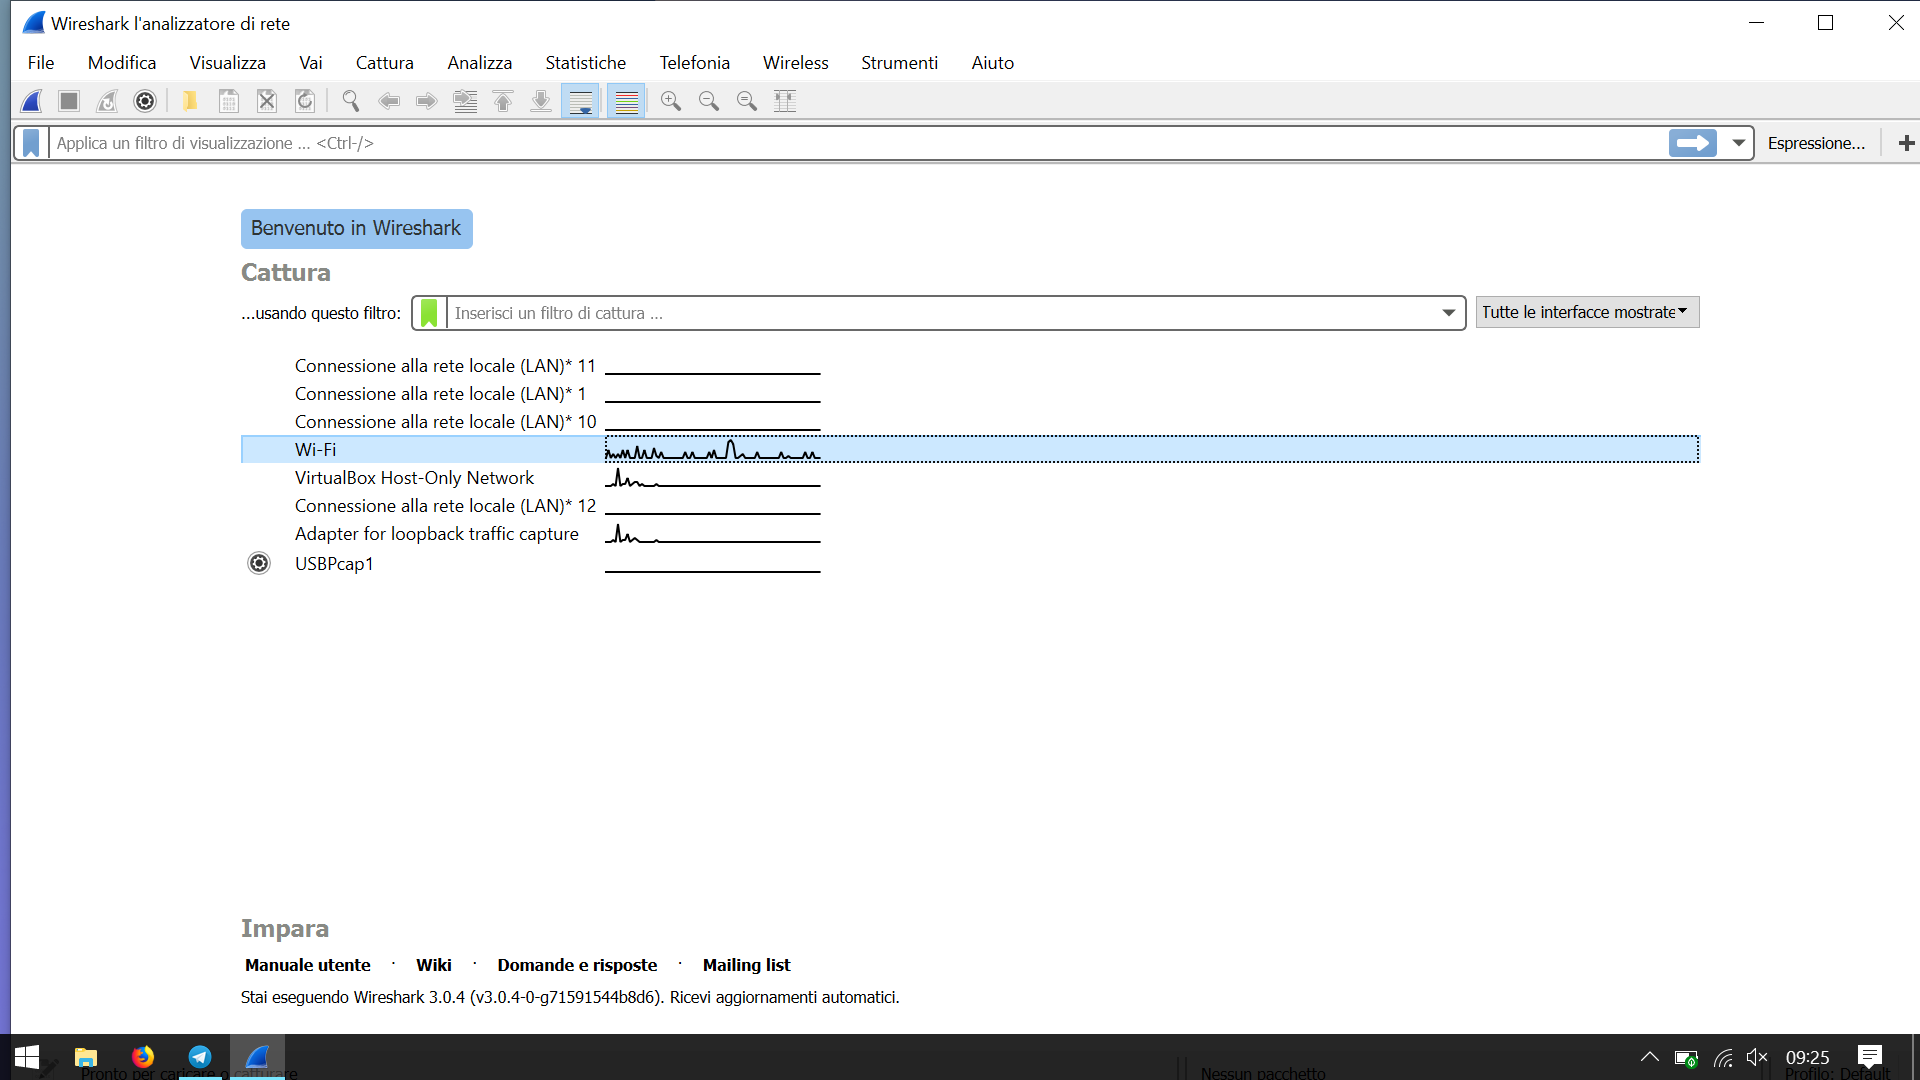 Wireshark l'analizzatore di rete
File Modifica Visualizza Vai Cattura Analizza Statistiche Telefonia Wireless Strumenti Aiuto
Applica un filtro di visualizzazione ... <Ctrl-/> Espressione...
Benvenuto in Wireshark
Cattura
...usando questo filtro: Inserisci un filtro di cattura ... Tutte le interfacce mostrate
Connessione alla rete locale (LAN)* 11
Connessione alla rete locale (LAN)* 1
Connessione alla rete locale (LAN)* 10
Wi-Fi
VirtualBox Host-Only Network
Connessione alla rete locale (LAN)* 12
Adapter for loopback traffic capture
USBPcap1
Impara
Manuale utente · Wiki · Domande e risposte · Mailing list
Stai eseguendo Wireshark 3.0.4 (v3.0.4-0-g71591544b8d6). Ricevi aggiornamenti automatici.
09:25
Pronto per caricare o catturare Nessun pacchetto Profilo: Default